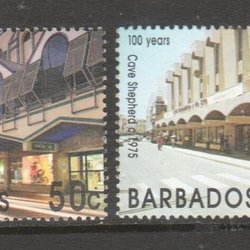 S 50c
100 years
Cave Shepherd c 1975
BARBADOS